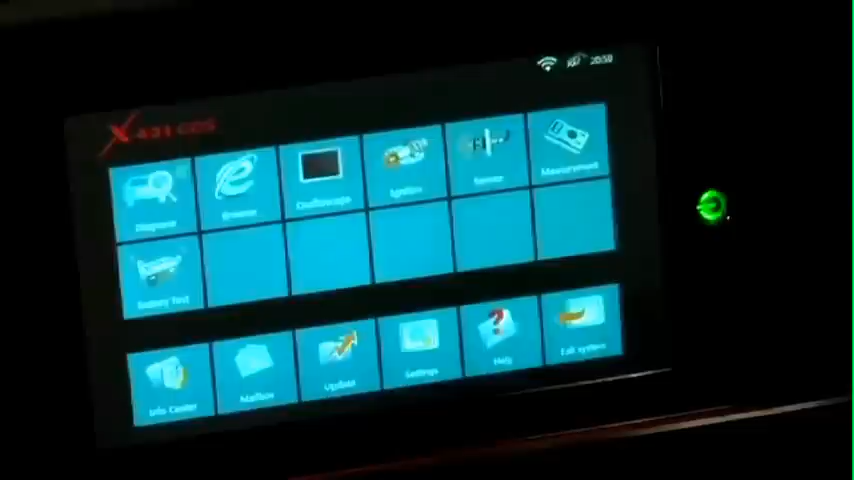 20:50
X-431 GDS
Diagnose Browser Oscilloscope Ignition Sensor Measurement
Battery Test
Info Center Mailbox Update Settings Help Exit system